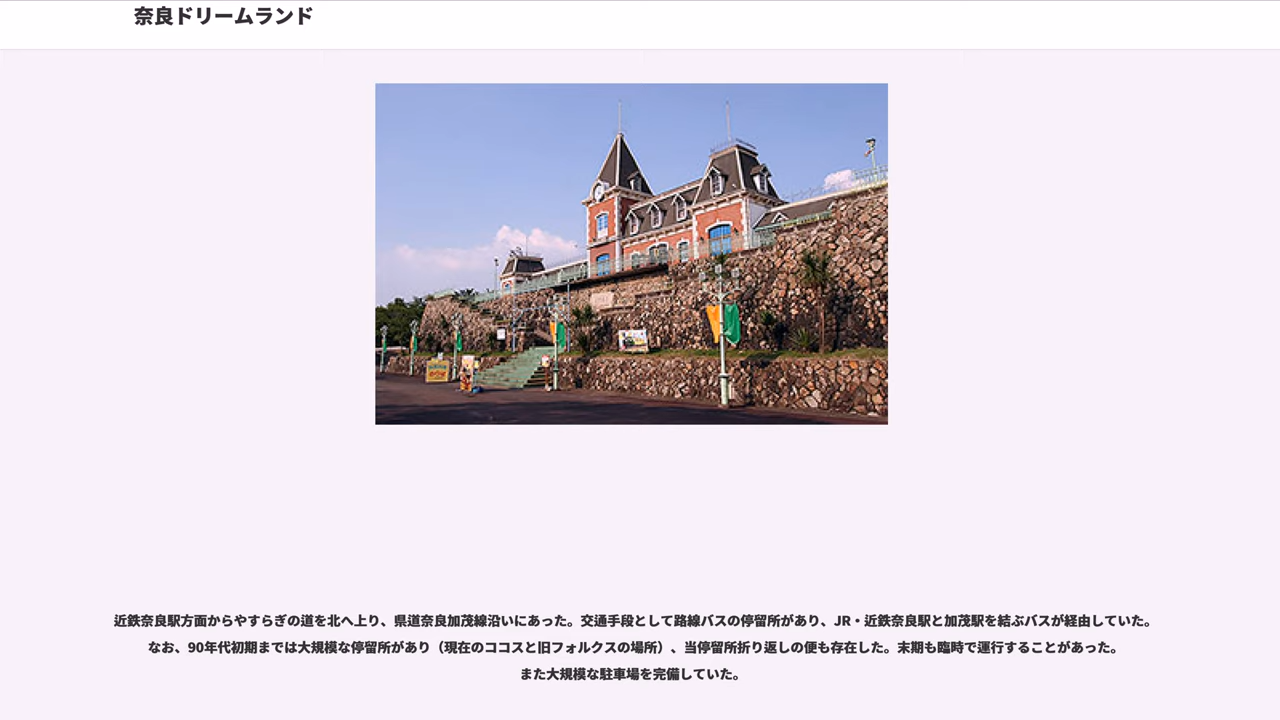 奈良ドリームランド
近鉄奈良駅方面からやすらぎの道を北へ上り、県道奈良加茂線沿いにあった。交通手段として路線バスの停留所があり、JR・近鉄奈良駅と加茂駅を結ぶバスが経由していた。
なお、90年代初期までは大規模な停留所があり（現在のココスと旧フォルクスの場所）、当停留所折り返しの便も存在した。末期も臨時で運行することがあった。
また大規模な駐車場を完備していた。